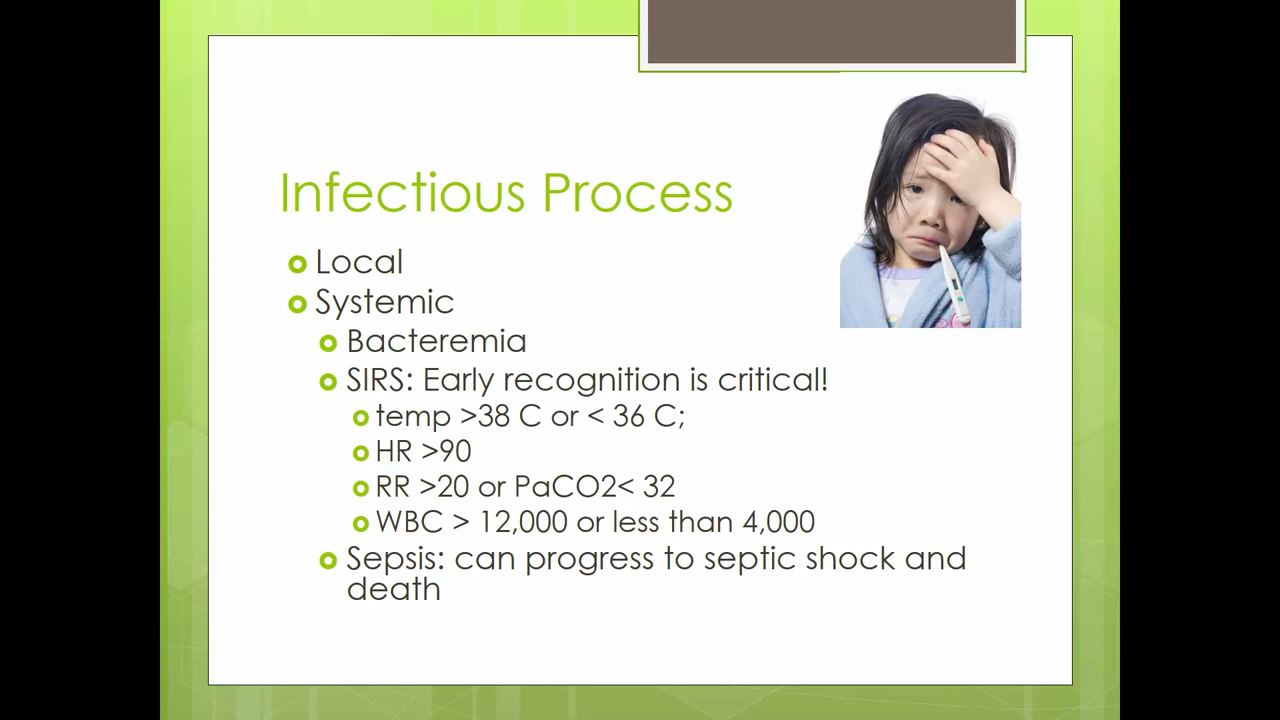 Infectious Process
Local
Systemic
Bacteremia
SIRS: Early recognition is critical!
temp >38 C or < 36 C;
HR >90
RR >20 or PaCO2< 32
WBC > 12,000 or less than 4,000
Sepsis: can progress to septic shock and
death